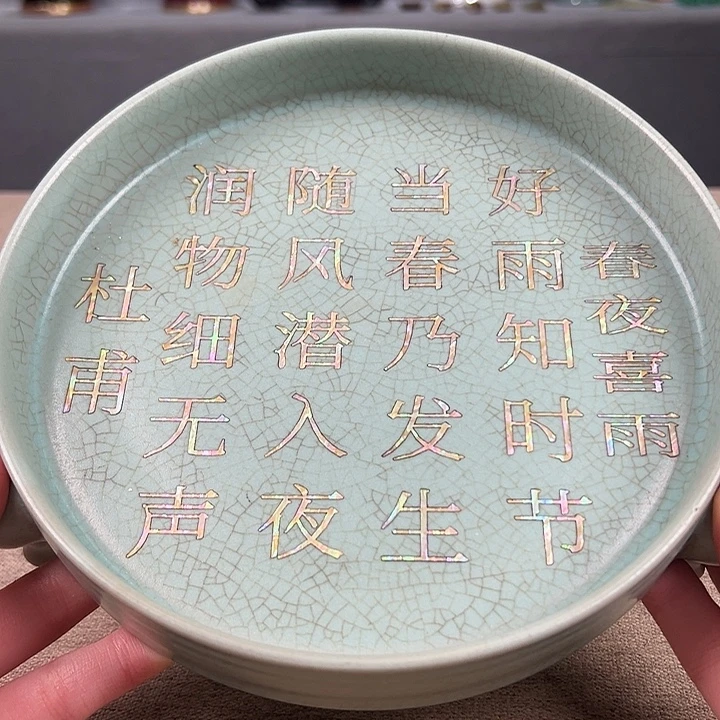 春夜喜雨
好雨知时节
当春乃发生
随风潜入夜
润物细无声
杜甫